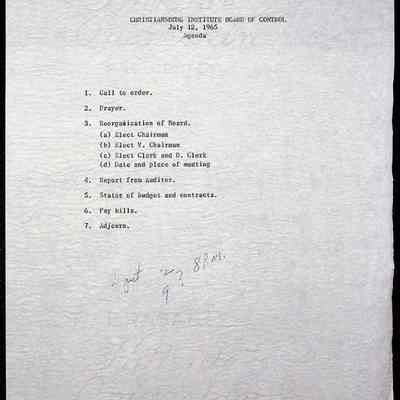 CHRISTIANSBURG INSTITUTE BOARD OF CONTROL
July 12, 1965
Agenda
1. Call to order.
2. Prayer.
3. Reorganization of Board.
(a) Elect Chairman
(b) Elect V. Chairman
(c) Elect Clerk and D. Clerk
(d) Date and place of meeting
4. Report from Auditor.
5. Status of budget and contracts.
6. Pay bills.
7. Adjourn.
8 P.M.
9